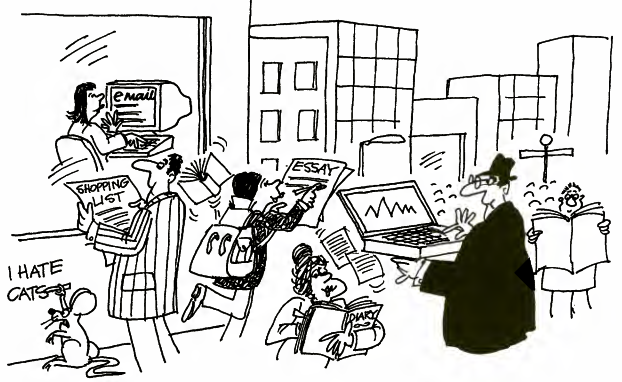 email
SHOPPING
LIST
ESSAY
I HATE
CATS
DIARY